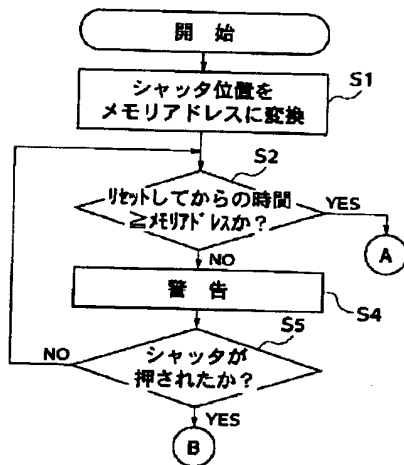 開 始
シャッタ位置を
メモリアドレスに変換
S1
S2
リセットしてからの時間
≧メモリアドレスか?
YES
A
NO
警 告
S4
S5
NO
シャッタが
押されたか?
YES
B